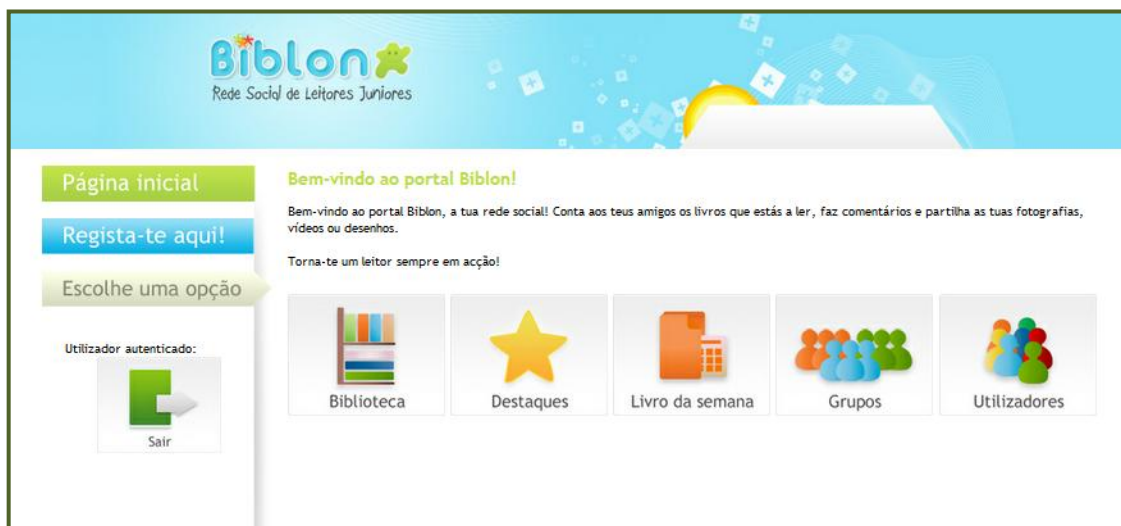 Biblon
Rede Social de Leitores Juniores
Página inicial
Regista-te aqui!
Escolhe uma opção
Utilizador autenticado:
Sair
Bem-vindo ao portal Biblon!
Bem-vindo ao portal Biblon, a tua rede social! Conta aos teus amigos os livros que estás a ler, faz comentários e partilha as tuas fotografias,
vídeos ou desenhos.
Torna-te um leitor sempre em acção!
Biblioteca
Destaques
Livro da semana
Grupos
Utilizadores